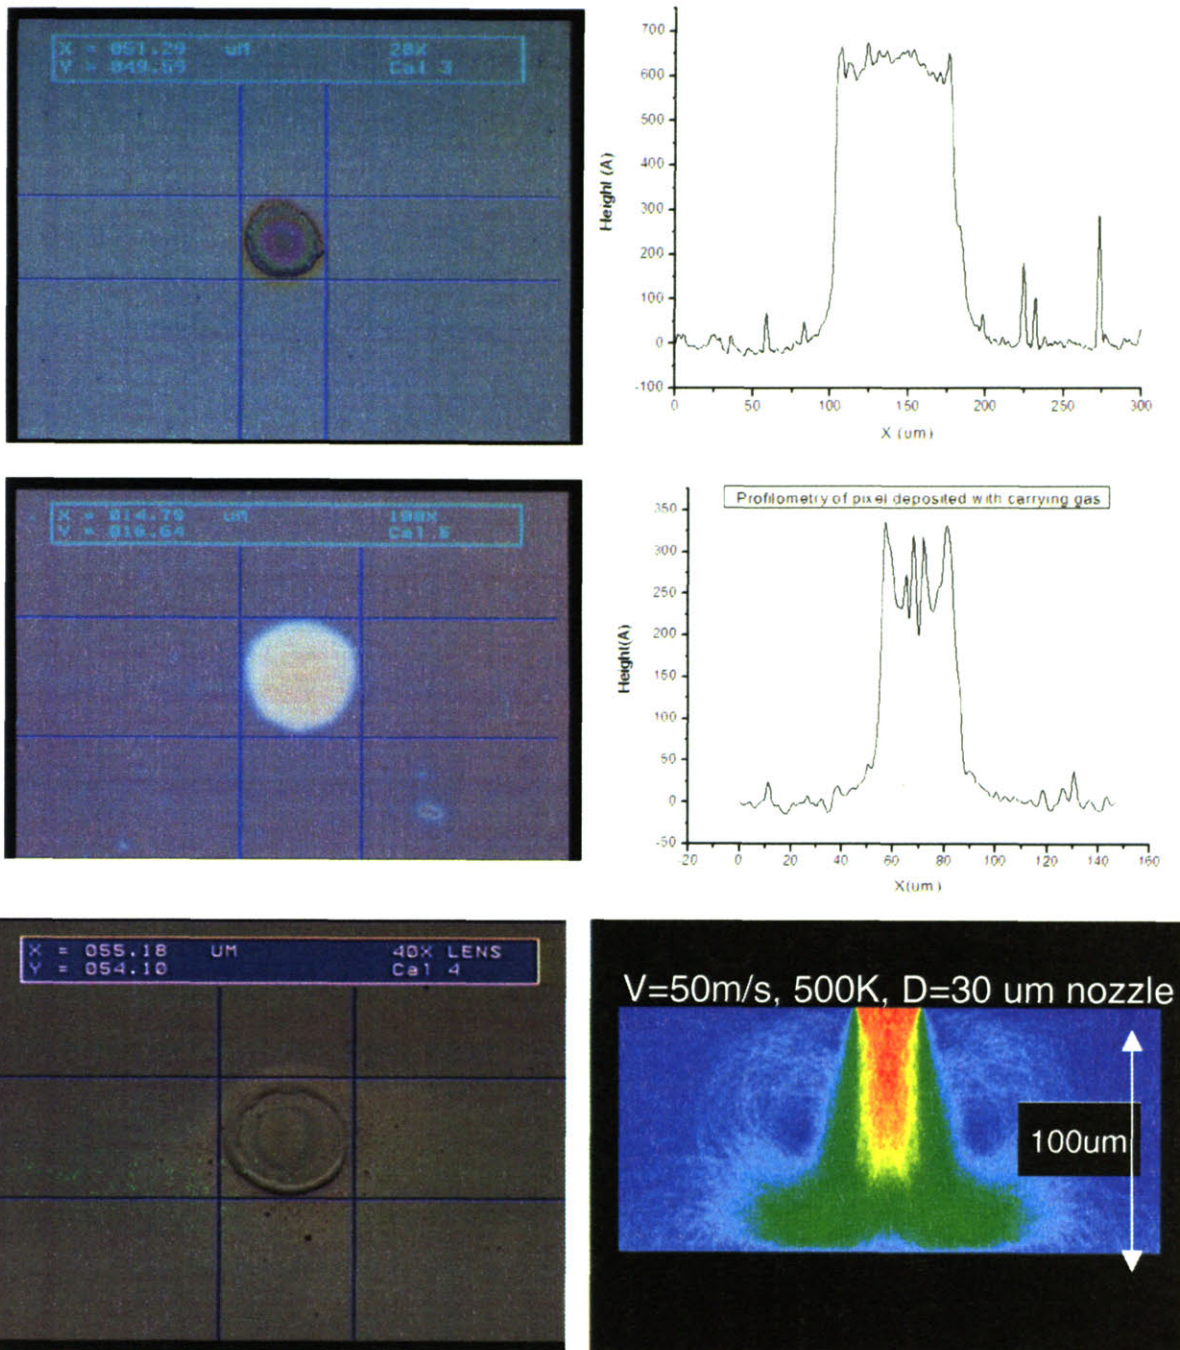 X = 051.29 uM 20X
Y = 049.59 Cal 3
700
600
500
400
300
200
100
0
-100
Height (A)
0 50 100 150 200 250 300
X (um)
X = 014.79 uM 100X
Y = 016.64 Cal.5
Profilometry of pixel deposited with carrying gas
350
300
250
200
150
100
50
0
-50
Height(A)
-20 0 20 40 60 80 100 120 140 160
X(um)
X = 055.18 UM 40X LENS
Y = 054.10 Cal 4
V=50m/s, 500K, D=30 um nozzle
100um